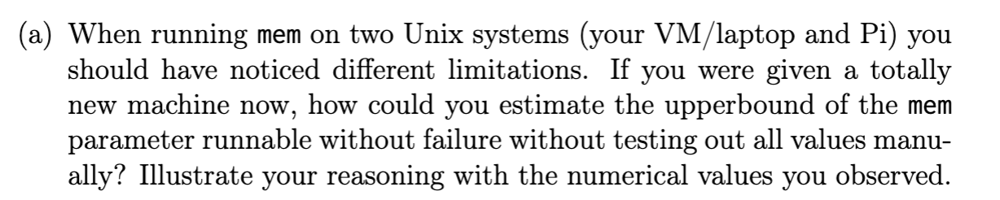 (a) When running mem on two Unix systems (your VM/laptop and Pi) you
should have noticed different limitations. If you were given a totally
new machine now, how could you estimate the upperbound of the mem
parameter runnable without failure without testing out all values manu-
ally? Illustrate your reasoning with the numerical values you observed.